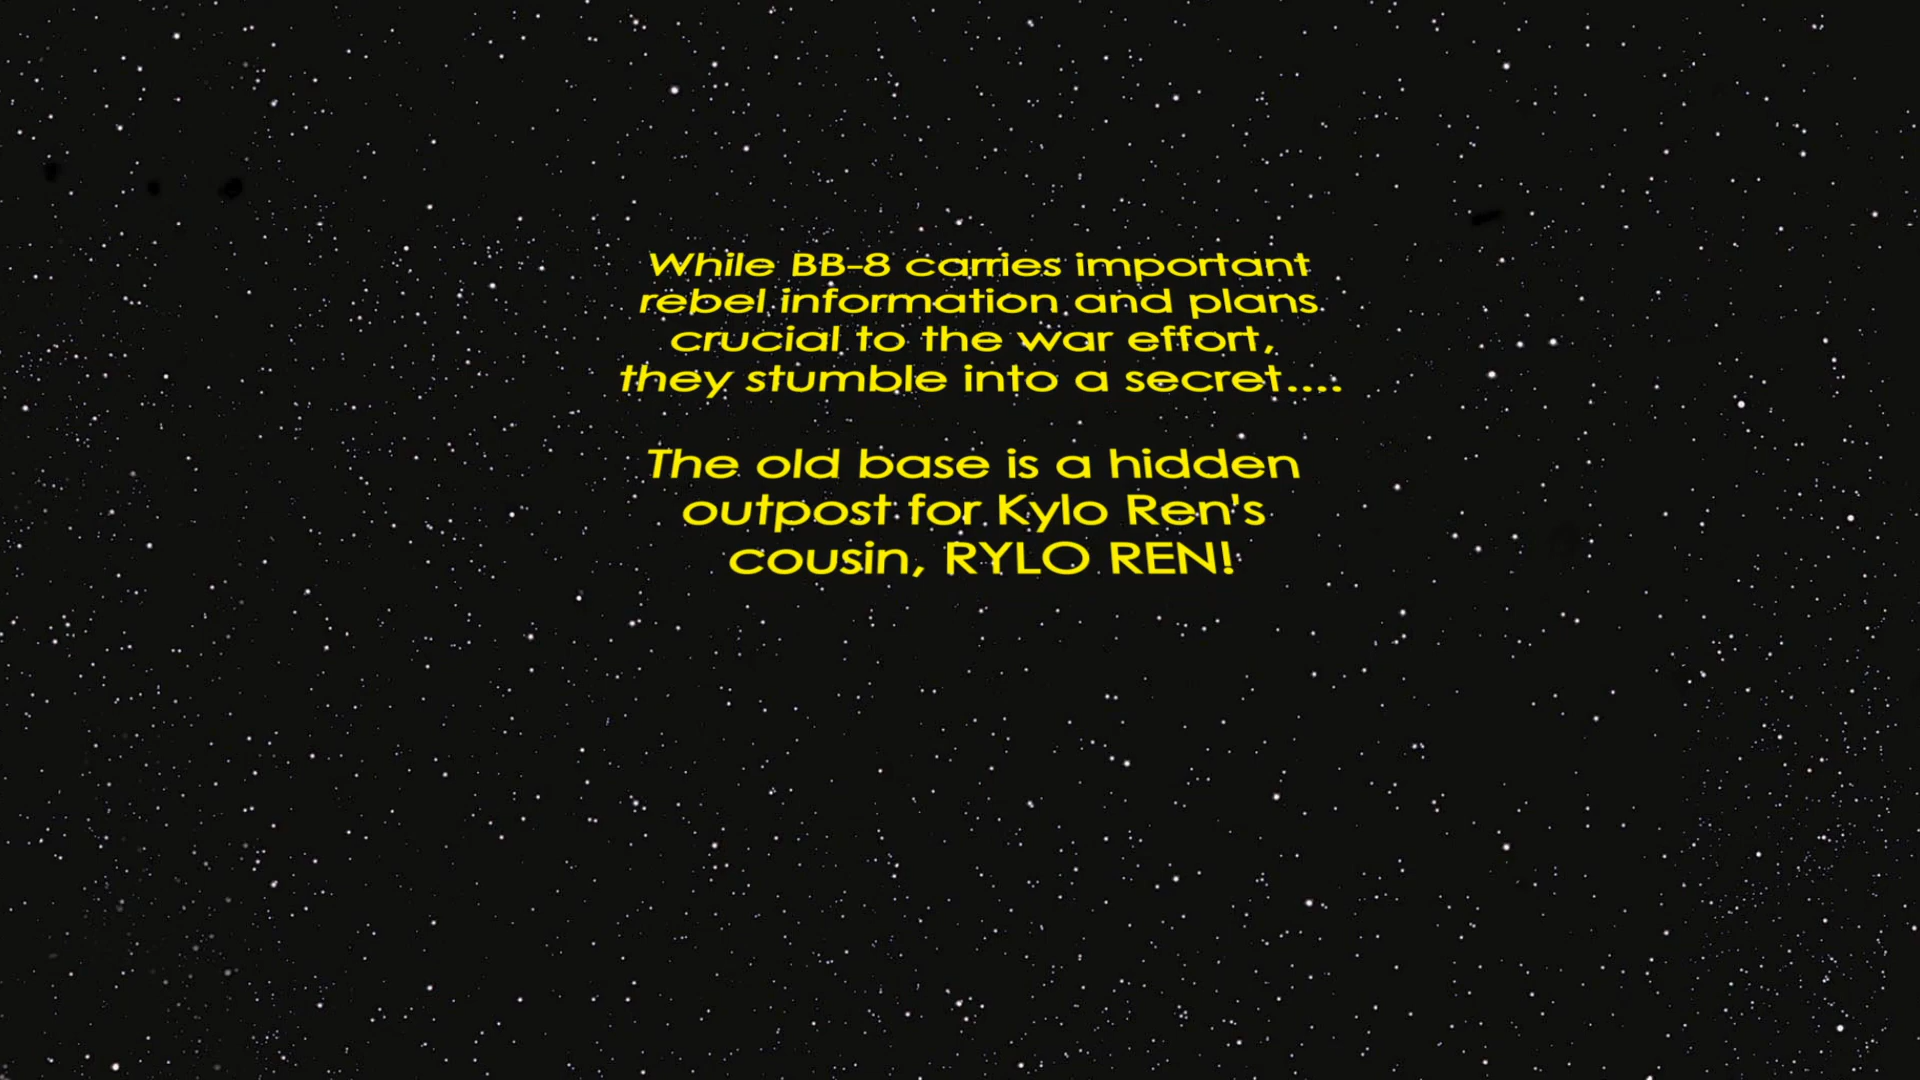 While BB-8 carries important
rebel information and plans
crucial to the war effort,
they stumble into a secret....
The old base is a hidden
outpost for Kylo Ren's
cousin, RYLO REN!